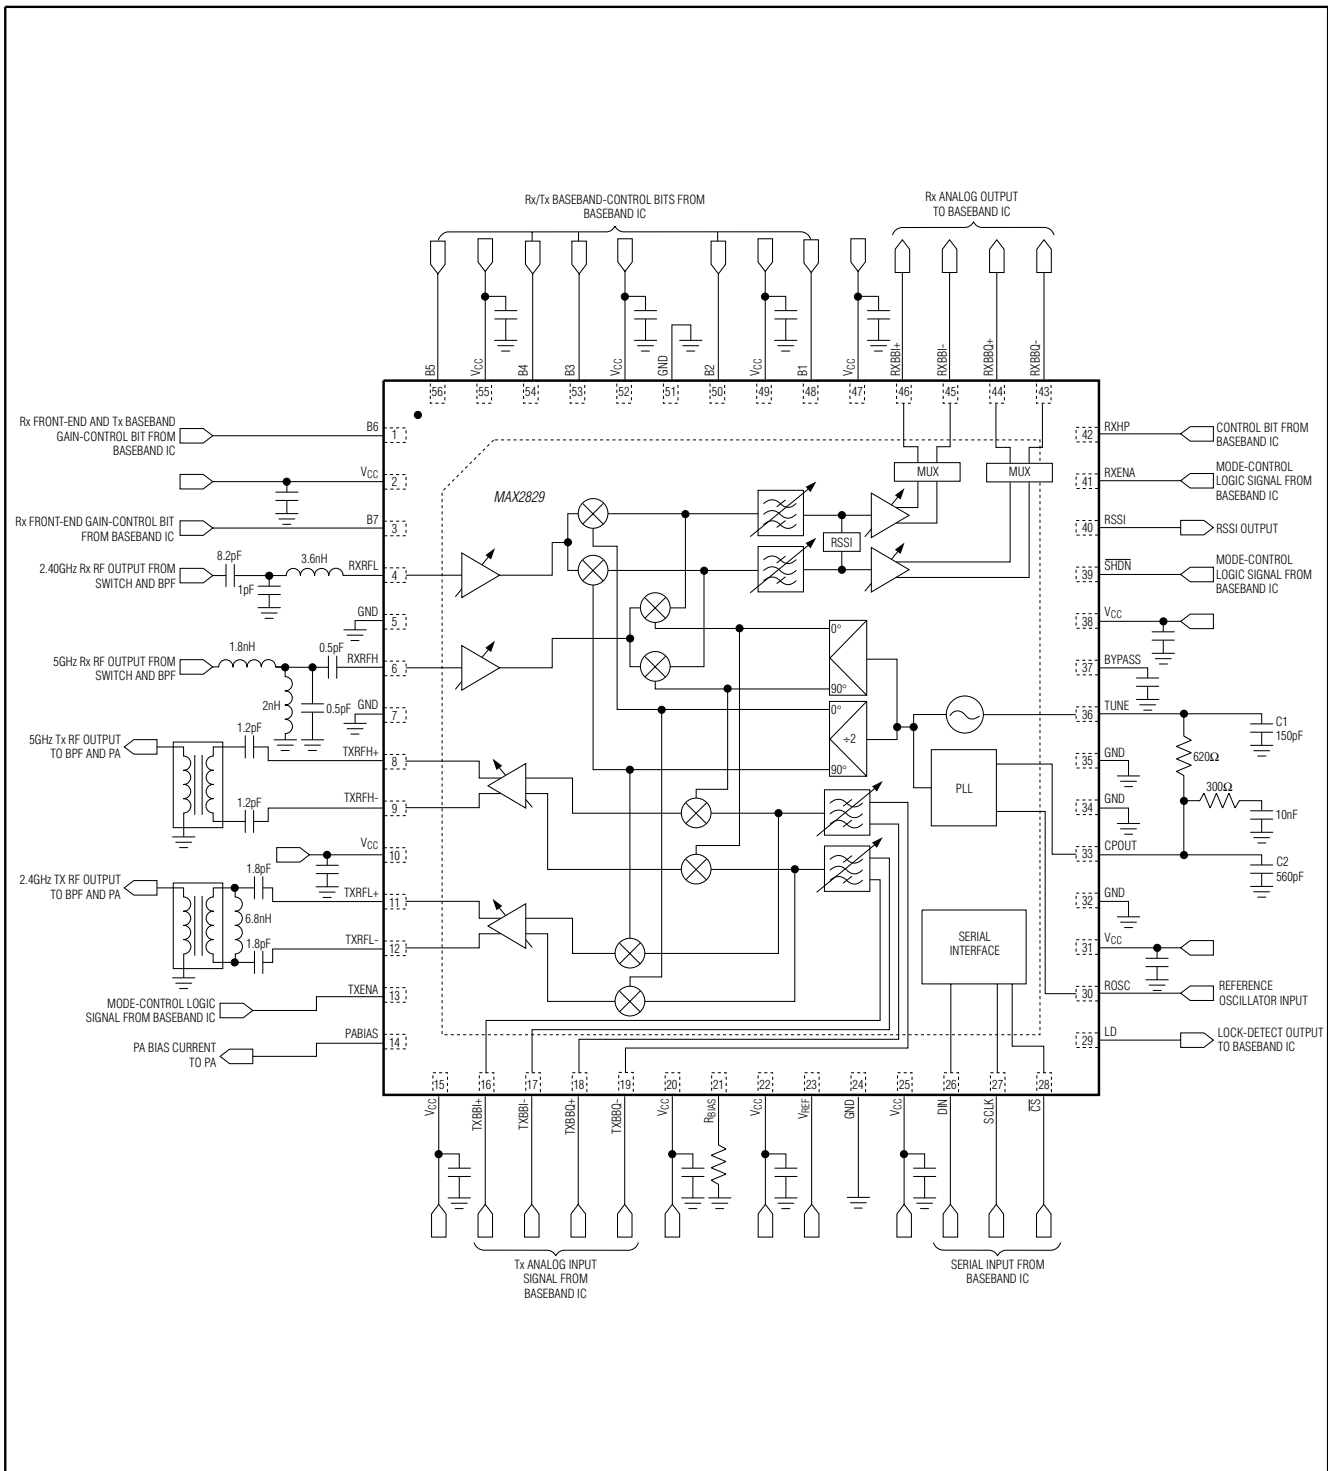 Rx/Tx BASEBAND-CONTROL BITS FROM
BASEBAND IC
Rx ANALOG OUTPUT
TO BASEBAND IC
B5
VCC
B4
B3
VCC
GND
B2
VCC
B1
VCC
RXBBI+
RXBBI-
RXBBQ+
RXBBQ-
56
55
54
53
52
51
50
49
48
47
46
45
44
43
Rx FRONT-END AND Tx BASEBAND
GAIN-CONTROL BIT FROM
BASEBAND IC
B6
1
VCC
2
Rx FRONT-END GAIN-CONTROL BIT
FROM BASEBAND IC
B7
3
2.40GHz Rx RF OUTPUT FROM
SWITCH AND BPF
8.2pF
1pF
3.6nH
RXRFL
4
GND
5
5GHz Rx RF OUTPUT FROM
SWITCH AND BPF
1.8nH
2nH
0.5pF
0.5pF
RXRFH
6
GND
7
5GHz Tx RF OUTPUT
TO BPF AND PA
1.2pF
1.2pF
TXRFH+
8
TXRFH-
9
VCC
10
2.4GHz TX RF OUTPUT
TO BPF AND PA
1.8pF
6.8nH
1.8pF
TXRFL+
11
TXRFL-
12
MODE-CONTROL LOGIC
SIGNAL FROM BASEBAND IC
TXENA
13
PA BIAS CURRENT
TO PA
PABIAS
14
MAX2829
MUX
MUX
RSSI
0°
90°
0°
÷2
90°
PLL
SERIAL
INTERFACE
42
RXHP
CONTROL BIT FROM
BASEBAND IC
41
RXENA
MODE-CONTROL
LOGIC SIGNAL FROM
BASEBAND IC
40
RSSI
RSSI OUTPUT
39
SHDN
MODE-CONTROL
LOGIC SIGNAL FROM
BASEBAND IC
38
VCC
37
BYPASS
36
TUNE
C1
150pF
620Ω
35
GND
300Ω
10nF
34
GND
33
CPOUT
C2
560pF
32
GND
31
VCC
30
ROSC
REFERENCE
OSCILLATOR INPUT
29
LD
LOCK-DETECT OUTPUT
TO BASEBAND IC
15
16
17
18
19
20
21
22
23
24
25
26
27
28
VCC
TXBBI+
TXBBI-
TXBBQ+
TXBBQ-
VCC
RBIAS
VCC
VREF
GND
VCC
DIN
SCLK
CS
Tx ANALOG INPUT
SIGNAL FROM
BASEBAND IC
SERIAL INPUT FROM
BASEBAND IC